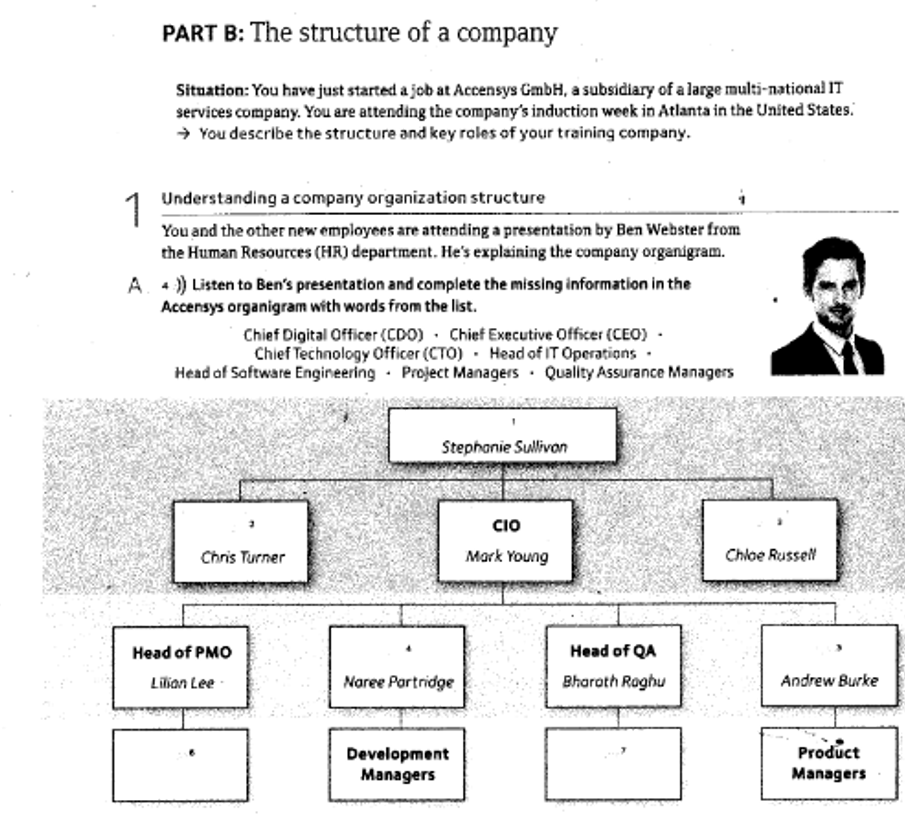 PART B: The structure of a company
Situation: You have just started a job at Accensys GmbH, a subsidiary of a large multi-national IT
services company. You are attending the company's induction week in Atlanta in the United States.
→ You describe the structure and key roles of your training company.
1 Understanding a company organization structure
You and the other new employees are attending a presentation by Ben Webster from
the Human Resources (HR) department. He's explaining the company organigram.
A 4 )) Listen to Ben's presentation and complete the missing information in the
Accensys organigram with words from the list.
Chief Digital Officer (CDO) · Chief Executive Officer (CEO) ·
Chief Technology Officer (CTO) · Head of IT Operations ·
Head of Software Engineering · Project Managers · Quality Assurance Managers
1
Stephanie Sullivan
2
Chris Turner
CIO
Mark Young
Chloe Russell
Head of PMO
Lilian Lee
4
Naree Partridge
Head of QA
Bharath Raghu
Andrew Burke
6
Development
Managers
7
Product
Managers